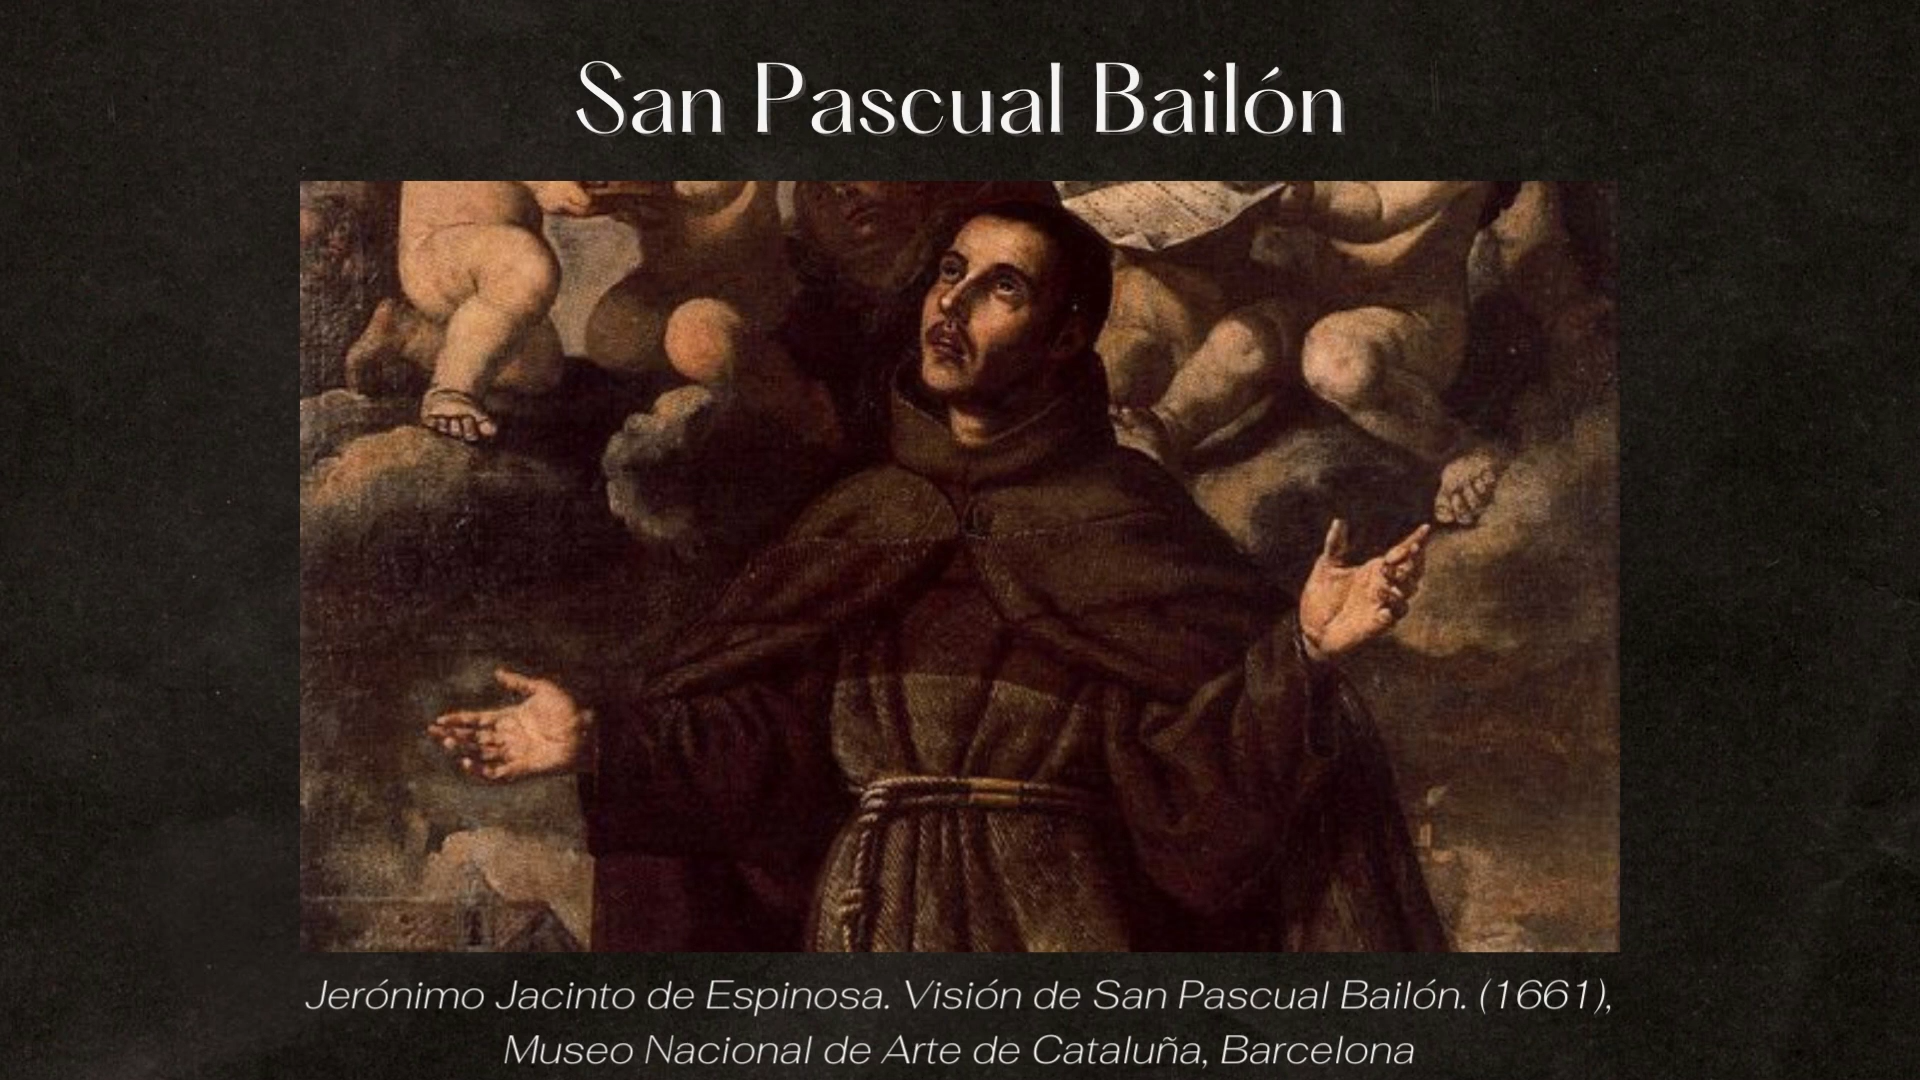 San Pascual Bailón
Jerónimo Jacinto de Espinosa. Visión de San Pascual Bailón. (1661),
Museo Nacional de Arte de Cataluña, Barcelona